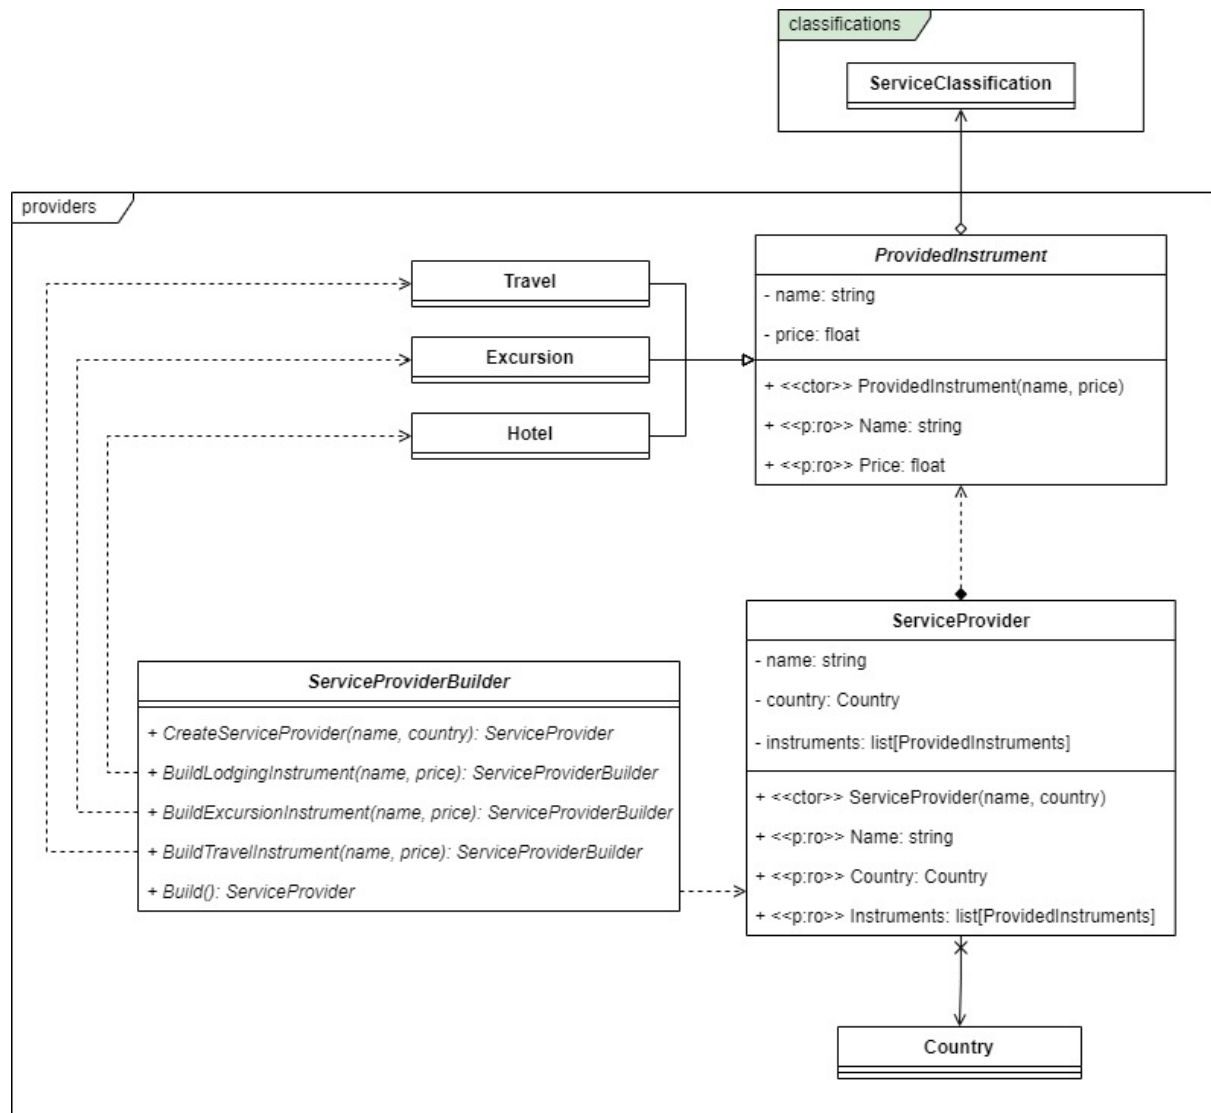 classifications
ServiceClassification
providers
ProvidedInstrument
- name: string
- price: float
+ <<ctor>> ProvidedInstrument(name, price)
+ <<p:ro>> Name: string
+ <<p:ro>> Price: float
Travel
Excursion
Hotel
ServiceProvider
- name: string
- country: Country
- instruments: list[ProvidedInstruments]
+ <<ctor>> ServiceProvider(name, country)
+ <<p:ro>> Name: string
+ <<p:ro>> Country: Country
+ <<p:ro>> Instruments: list[ProvidedInstruments]
ServiceProviderBuilder
+ CreateServiceProvider(name, country): ServiceProvider
+ BuildLodgingInstrument(name, price): ServiceProviderBuilder
+ BuildExcursionInstrument(name, price): ServiceProviderBuilder
+ BuildTravelInstrument(name, price): ServiceProviderBuilder
+ Build(): ServiceProvider
Country